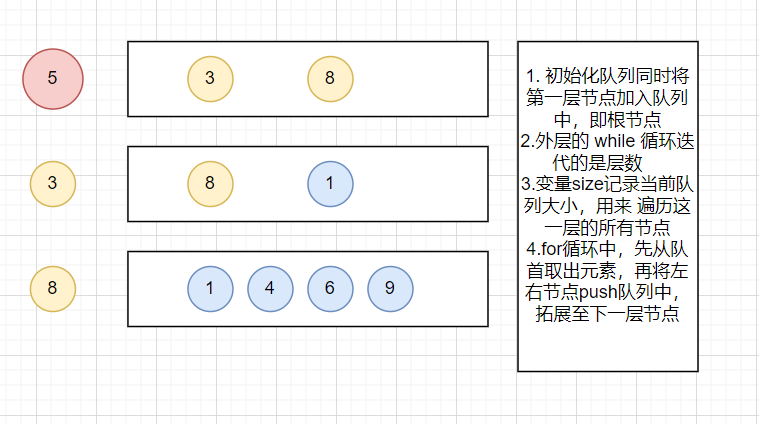 5
3
8
3
8
1
8
1
4
6
9
1. 初始化队列同时将
第一层节点加入队列
中，即根节点
2.外层的 while 循环迭
代的是层数
3.变量size记录当前队
列大小，用来 遍历这
一层的所有节点
4.for循环中，先从队
首取出元素，再将左
右节点push队列中，
拓展至下一层节点